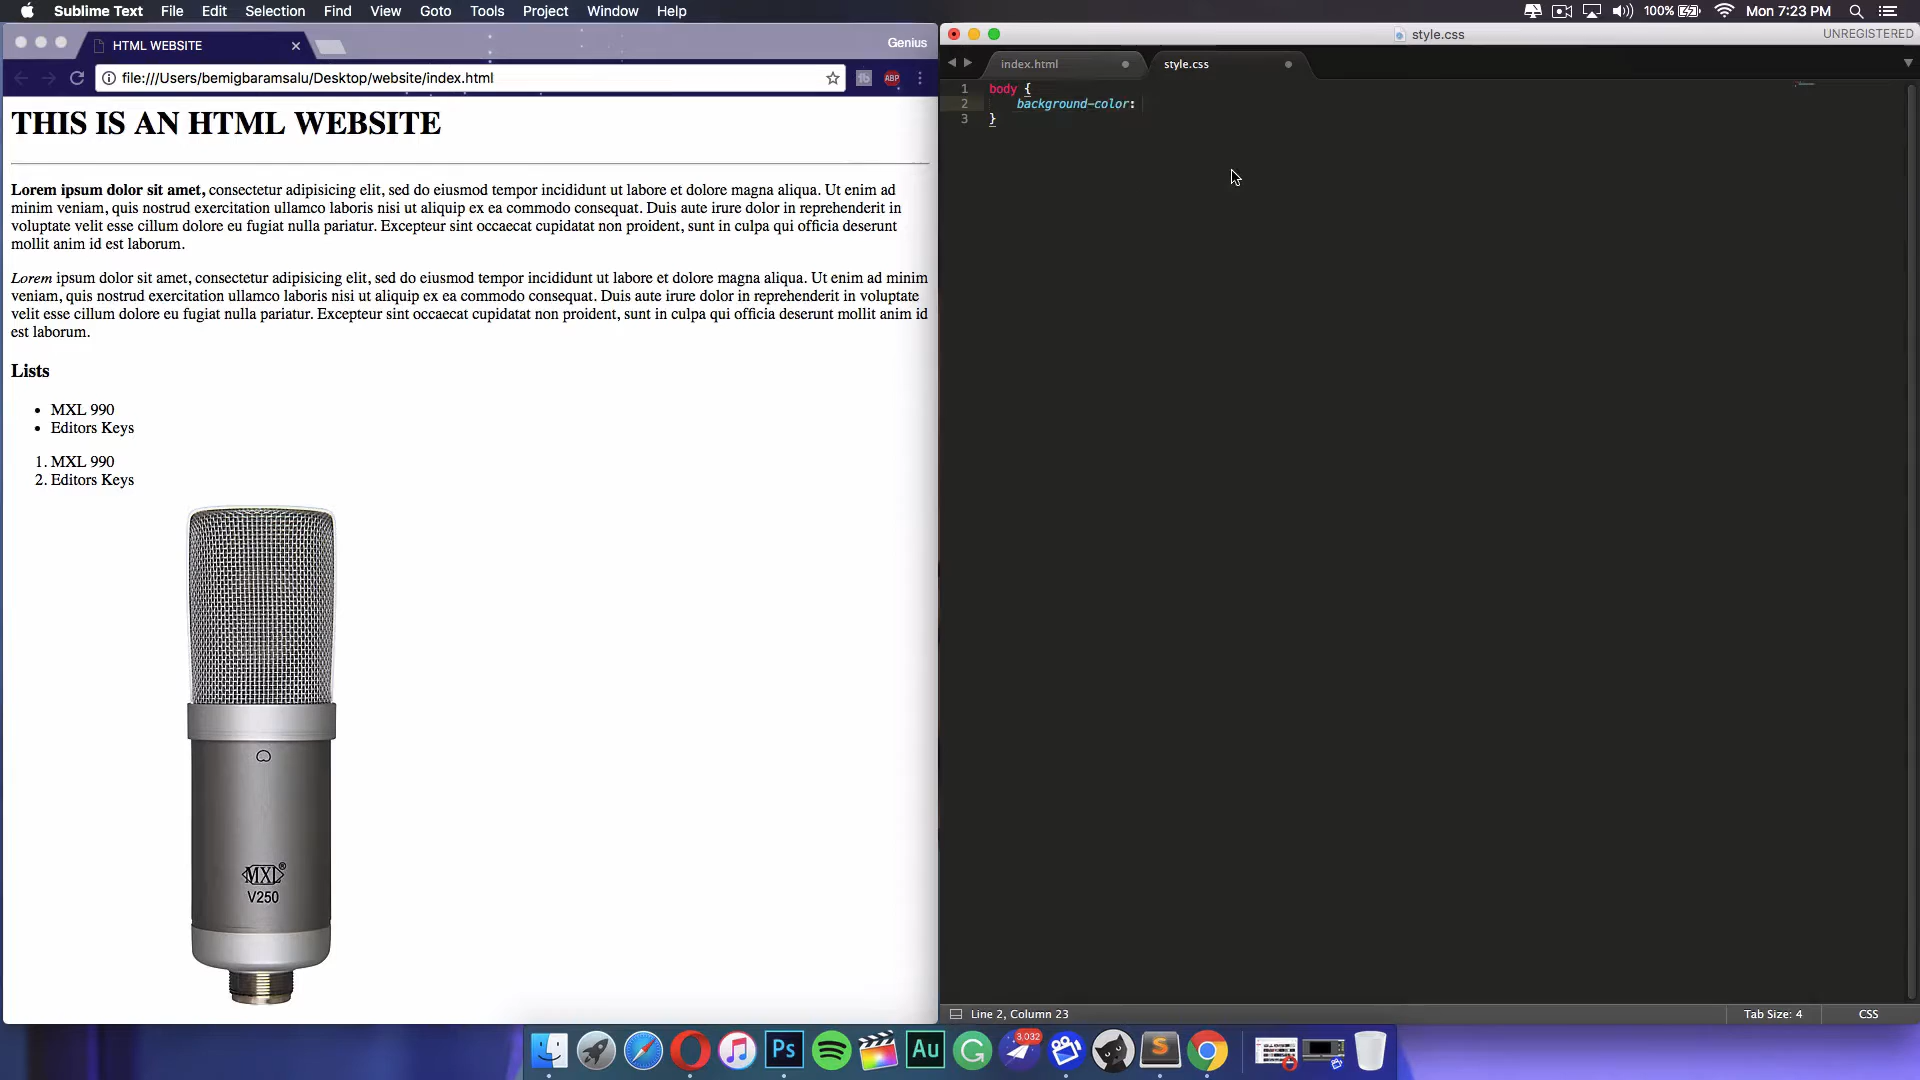 Sublime Text File Edit Selection Find View Goto Tools Project Window Help 100% Mon 7:23 PM
HTML WEBSITE
Genius
file:///Users/bemigbaramsalu/Desktop/website/index.html
ABP
THIS IS AN HTML WEBSITE
Lorem ipsum dolor sit amet, consectetur adipisicing elit, sed do eiusmod tempor incididunt ut labore et dolore magna aliqua. Ut enim ad
minim veniam, quis nostrud exercitation ullamco laboris nisi ut aliquip ex ea commodo consequat. Duis aute irure dolor in reprehenderit in
voluptate velit esse cillum dolore eu fugiat nulla pariatur. Excepteur sint occaecat cupidatat non proident, sunt in culpa qui officia deserunt
mollit anim id est laborum.
Lorem ipsum dolor sit amet, consectetur adipisicing elit, sed do eiusmod tempor incididunt ut labore et dolore magna aliqua. Ut enim ad minim
veniam, quis nostrud exercitation ullamco laboris nisi ut aliquip ex ea commodo consequat. Duis aute irure dolor in reprehenderit in voluptate
velit esse cillum dolore eu fugiat nulla pariatur. Excepteur sint occaecat cupidatat non proident, sunt in culpa qui officia deserunt mollit anim id
est laborum.
Lists
• MXL 990
• Editors Keys
1. MXL 990
2. Editors Keys
MXL®
V250
style.css
UNREGISTERED
index.html
style.css
1 body {
2 background-color:
3 }
Line 2, Column 23
Tab Size: 4
CSS
Ps
Au
3,032